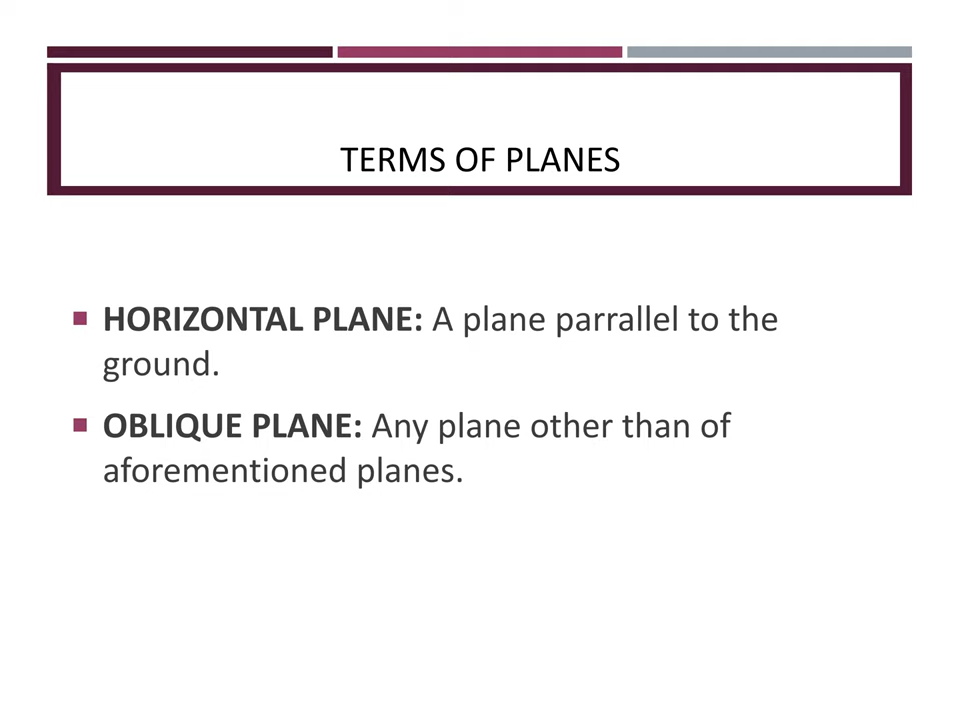 TERMS OF PLANES
HORIZONTAL PLANE: A plane parrallel to the
ground.
OBLIQUE PLANE: Any plane other than of
aforementioned planes.